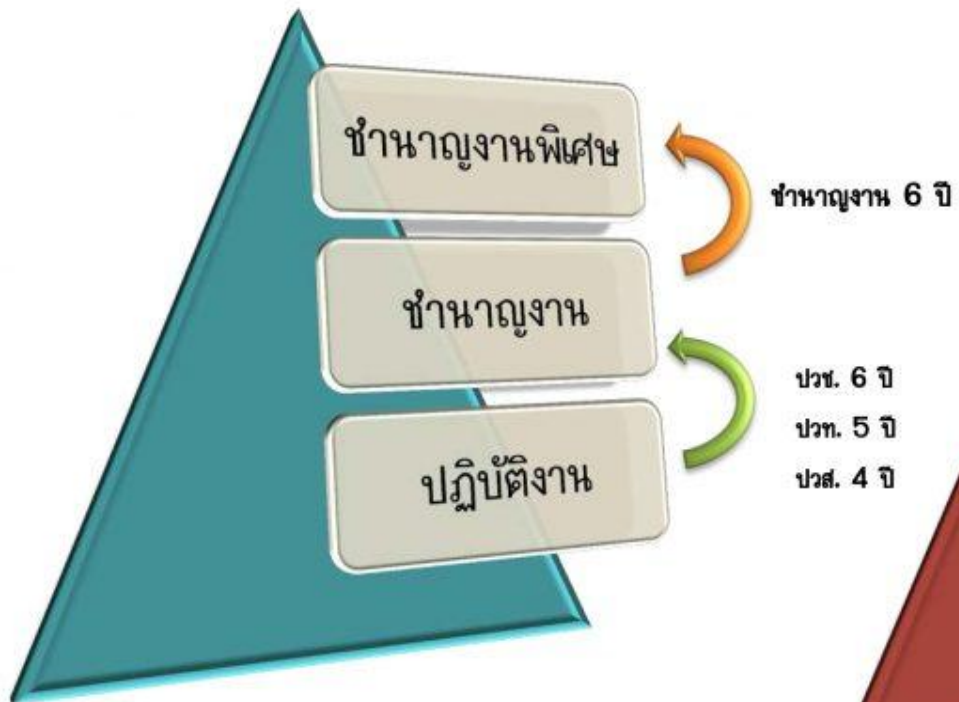 ชำนาญงานพิเศษ
ชำนาญงาน 6 ปี
ชำนาญงาน
ปวช. 6 ปี
ปวท. 5 ปี
ปวส. 4 ปี
ปฏิบัติงาน